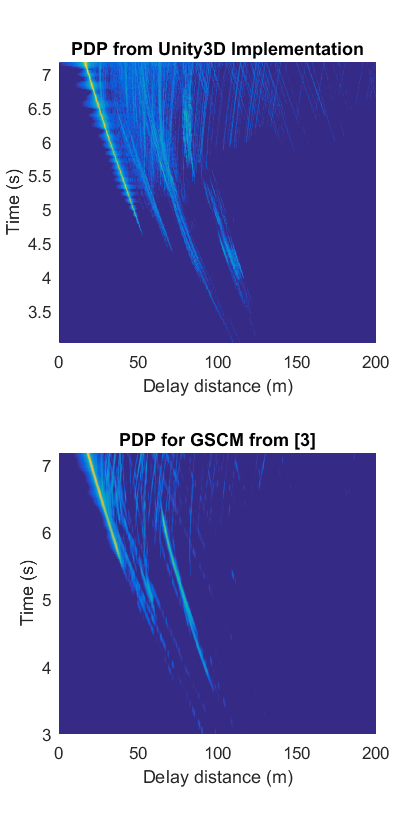 PDP from Unity3D Implementation
7
6.5
6
5.5
5
4.5
4
3.5
Time (s)
0 50 100 150 200
Delay distance (m)
PDP for GSCM from [3]
7
6
5
4
3
Time (s)
0 50 100 150 200
Delay distance (m)